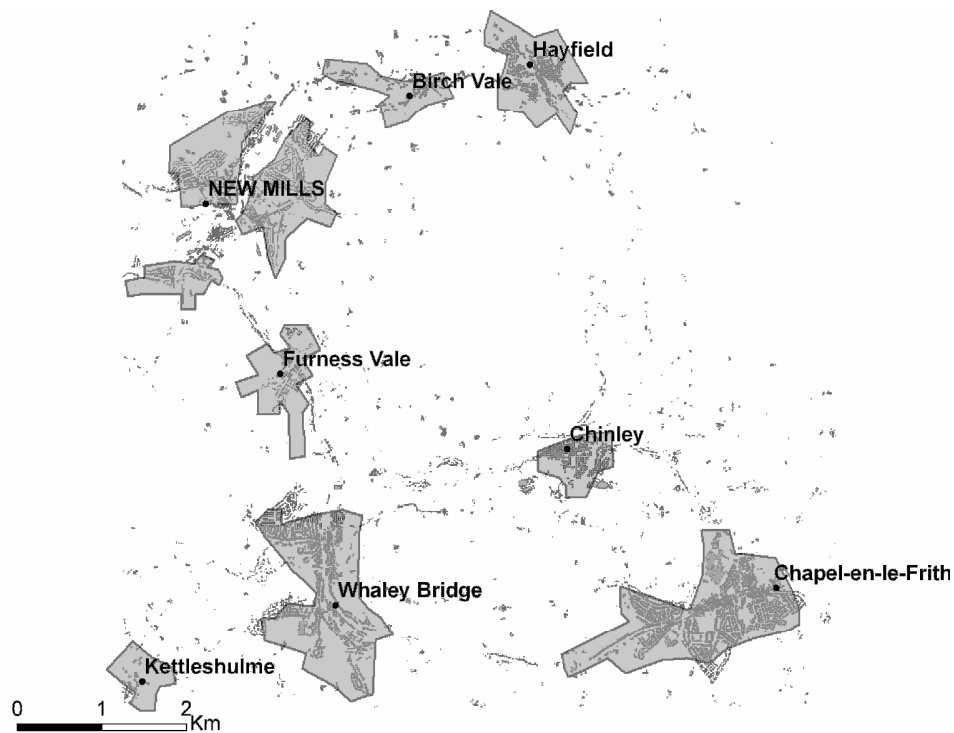 Hayfield
Birch Vale
NEW MILLS
Furness Vale
Chinley
Chapel-en-le-Frith
Whaley Bridge
Kettleshulme
0 1 2
Km